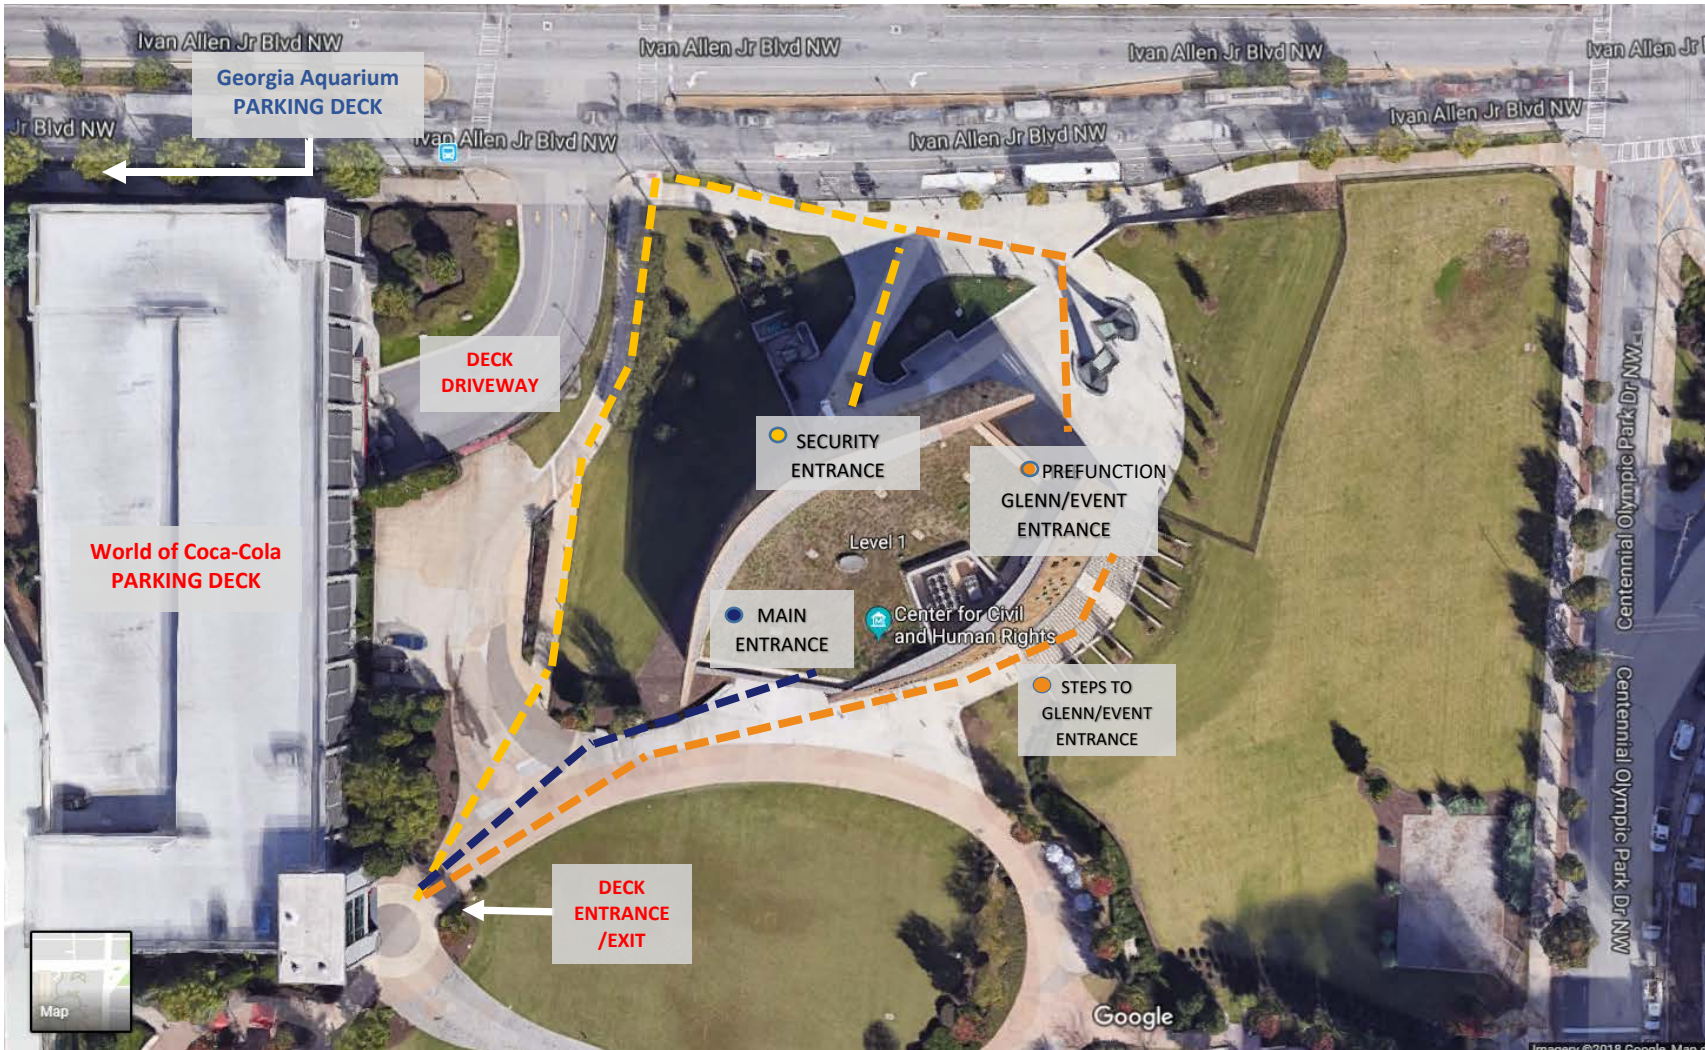 Ivan Allen Jr Blvd NW
Ivan Allen Jr Blvd NW
Ivan Allen Jr Blvd NW
Ivan Allen Jr
Georgia Aquarium
PARKING DECK
Jr Blvd NW
Ivan Allen Jr Blvd NW
Ivan Allen Jr Blvd NW
Ivan Allen Jr Blvd NW
DECK
DRIVEWAY
SECURITY
ENTRANCE
PREFUNCTION
GLENN/EVENT
ENTRANCE
World of Coca-Cola
PARKING DECK
Level 1
MAIN
ENTRANCE
Center for Civil
and Human Rights
STEPS TO
GLENN/EVENT
ENTRANCE
Centennial Olympic Park Dr NW
Centennial Olympic Park Dr NW
DECK
ENTRANCE
/EXIT
Map
Google
Imagery ©2018 Google, Map